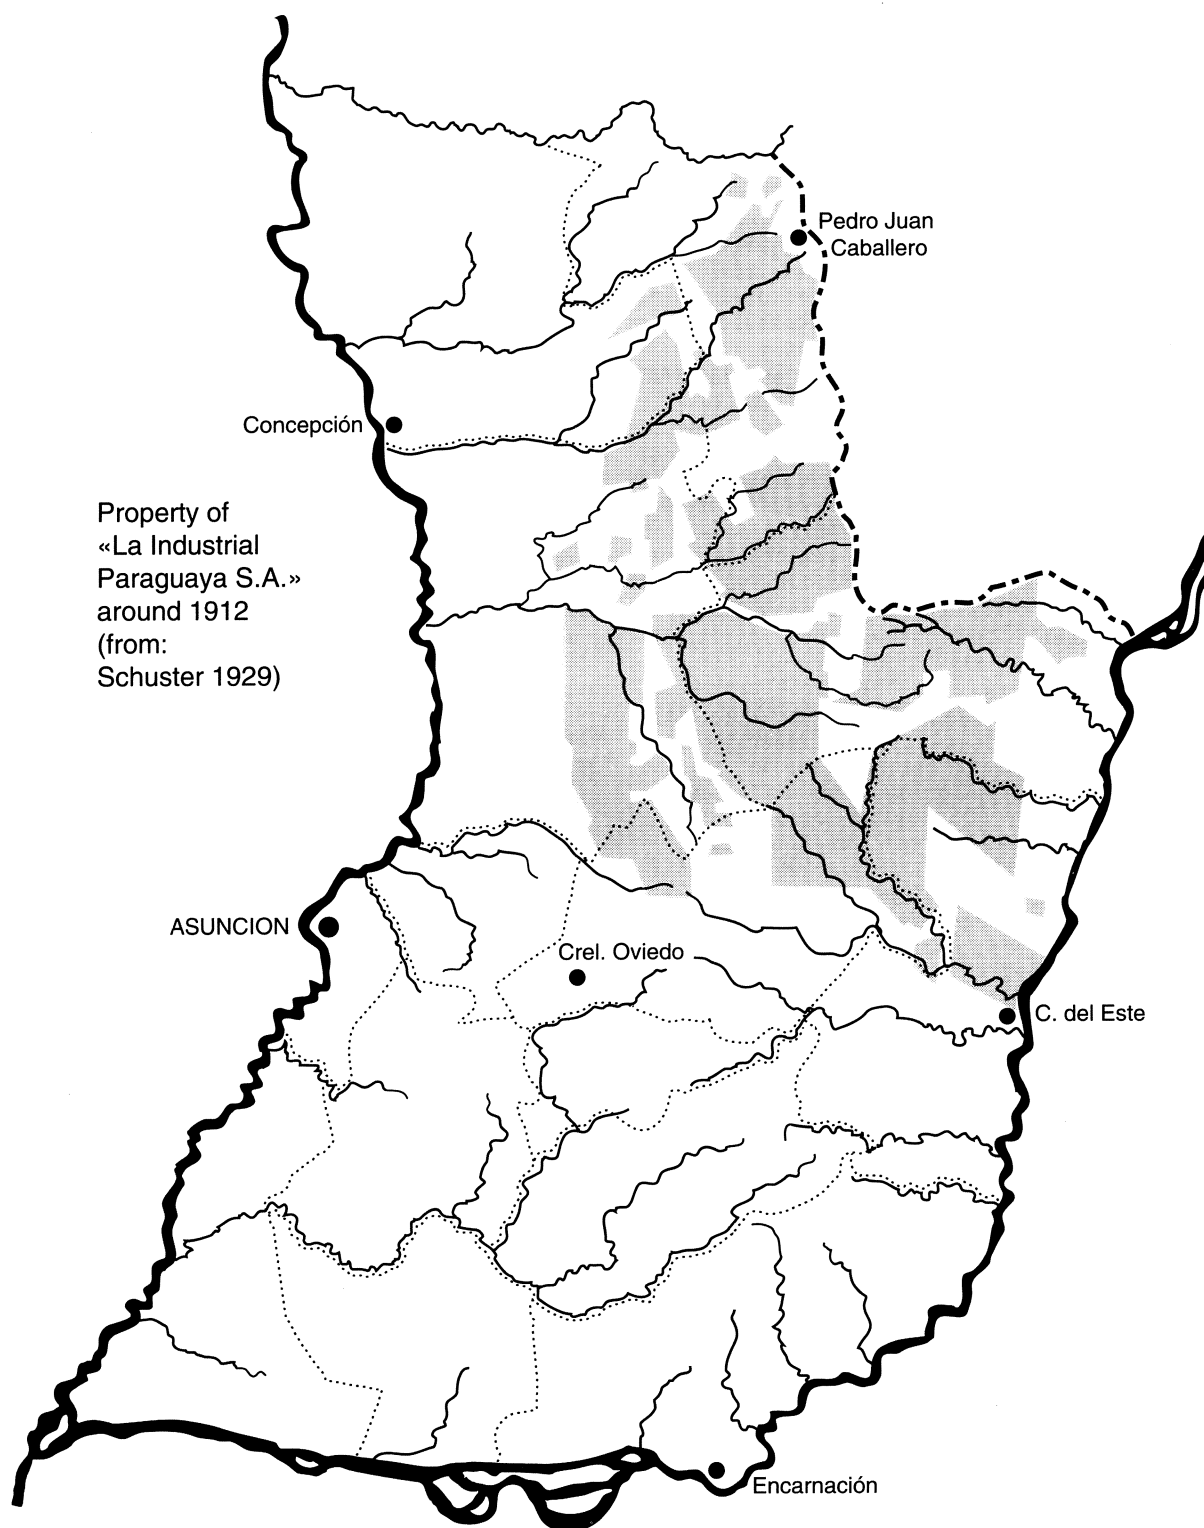 Pedro Juan
Caballero
Concepción
Property of
«La Industrial
Paraguaya S.A.»
around 1912
(from:
Schuster 1929)
ASUNCION
Crel. Oviedo
C. del Este
Encarnación